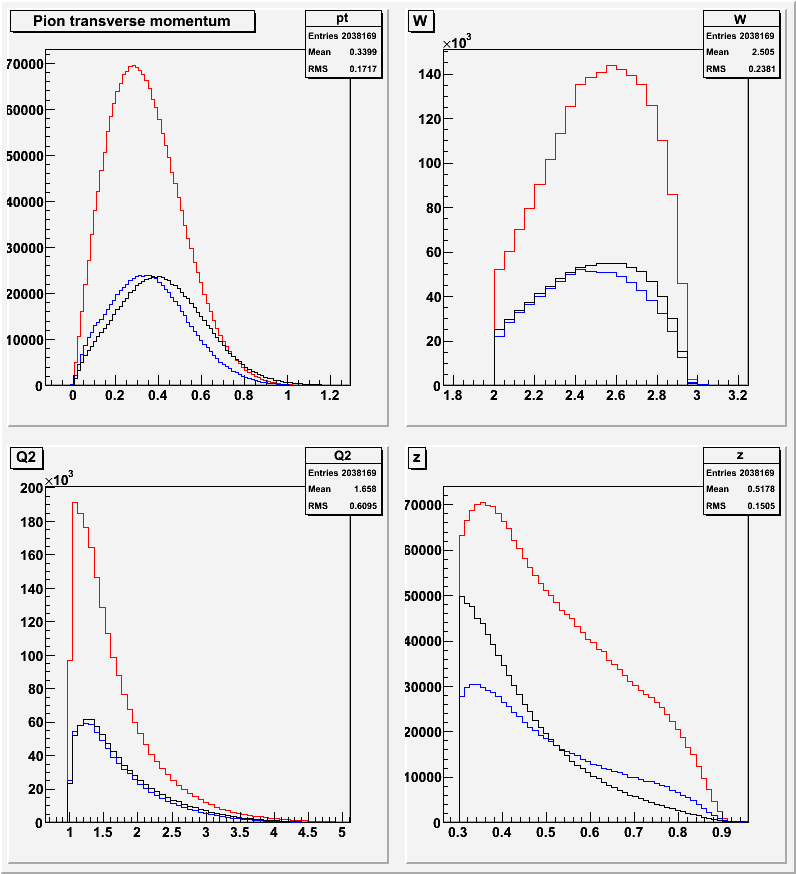 Pion transverse momentum
pt
Entries 2038169
Mean 0.3399
RMS 0.1717
70000
60000
50000
40000
30000
20000
10000
0
0 0.2 0.4 0.6 0.8 1 1.2
W
W
Entries 2038169
Mean 2.505
RMS 0.2381
×10³
140
120
100
80
60
40
20
0
1.8 2 2.2 2.4 2.6 2.8 3 3.2
Q2
Q2
Entries 2038169
Mean 1.658
RMS 0.6095
×10³
200
180
160
140
120
100
80
60
40
20
0
1 1.5 2 2.5 3 3.5 4 4.5 5
z
z
Entries 2038169
Mean 0.5178
RMS 0.1505
70000
60000
50000
40000
30000
20000
10000
0
0.3 0.4 0.5 0.6 0.7 0.8 0.9